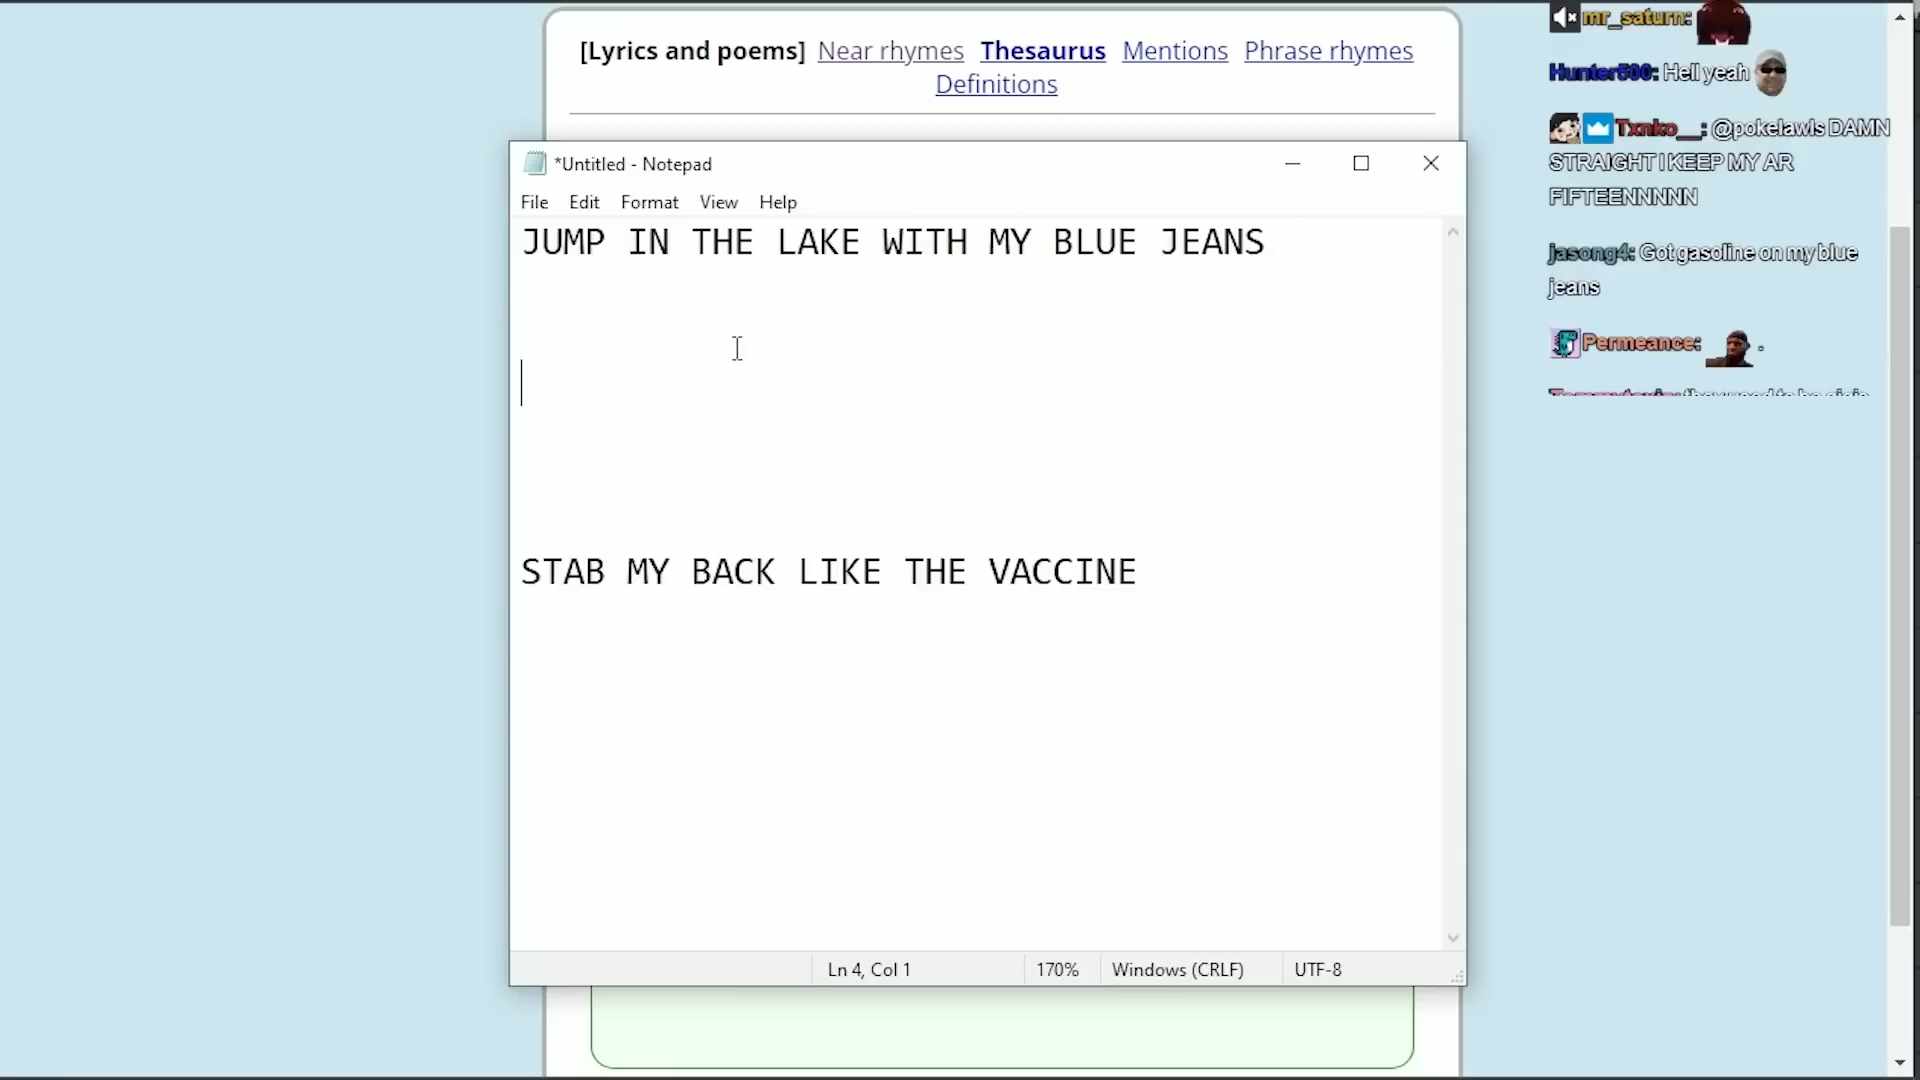 [Lyrics and poems] Near rhymes Thesaurus Mentions Phrase rhymes
Definitions
*Untitled - Notepad
File Edit Format View Help
JUMP IN THE LAKE WITH MY BLUE JEANS
STAB MY BACK LIKE THE VACCINE
Ln 4, Col 1 170% Windows (CRLF) UTF-8
mr_saturn:
Hunter500: Hell yeah
Txnko__: @pokelawls DAMN
STRAIGHT I KEEP MY AR
FIFTEENNNNN
jasong4: Got gasoline on my blue
jeans
Permeance: .